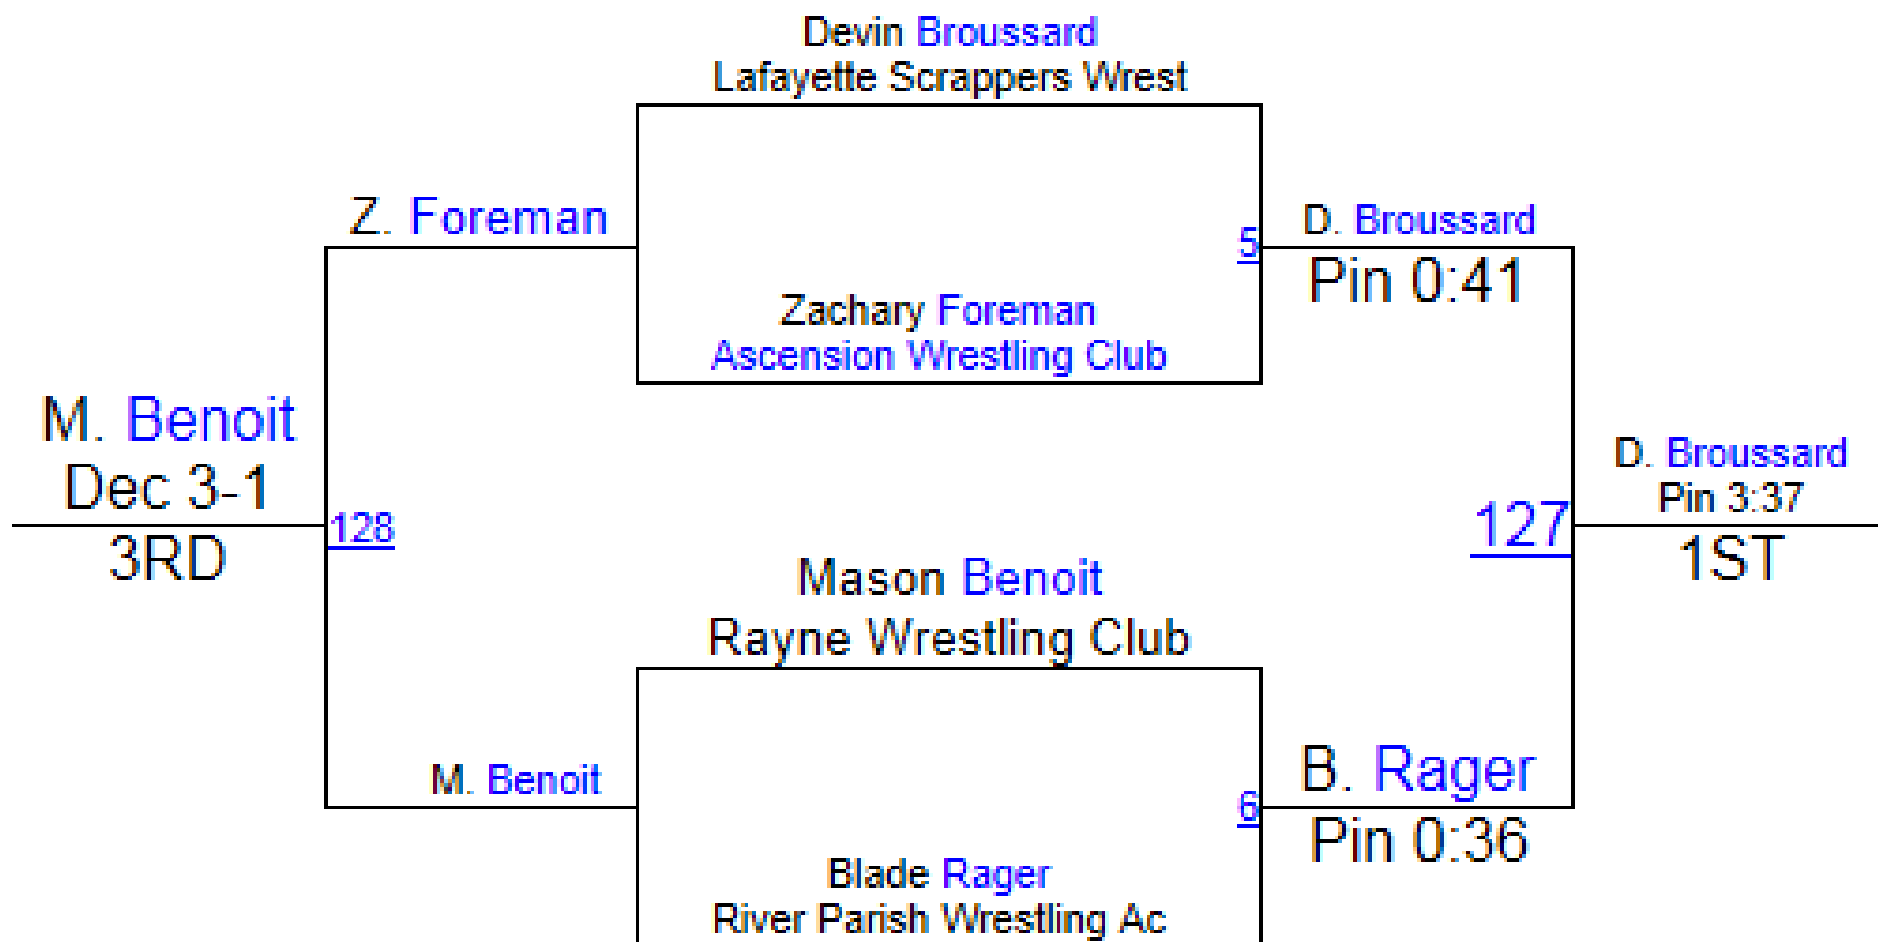 Devin Broussard
Lafayette Scrappers Wrest
Z. Foreman
5
D. Broussard
Pin 0:41
Zachary Foreman
Ascension Wrestling Club
M. Benoit
Dec 3-1
3RD
128
127
D. Broussard
Pin 3:37
1ST
Mason Benoit
Rayne Wrestling Club
M. Benoit
6
B. Rager
Pin 0:36
Blade Rager
River Parish Wrestling Ac